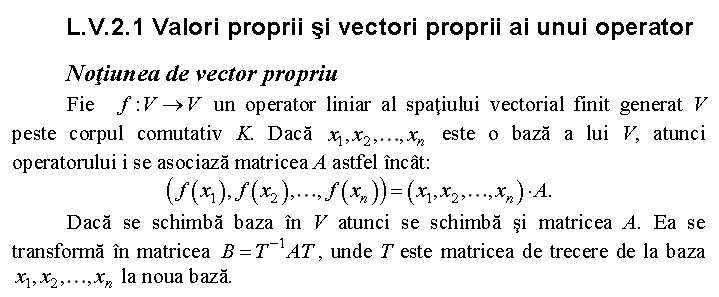 L.V.2.1 Valori proprii şi vectori proprii ai unui operator
Noţiunea de vector propriu
Fie f : V → V un operator liniar al spaţiului vectorial finit generat V
peste corpul comutativ K. Dacă x₁, x₂, …, xₙ este o bază a lui V, atunci
operatorului i se asociază matricea A astfel încât:
(f(x₁), f(x₂), …, f(xₙ)) = (x₁, x₂, …, xₙ) · A.
Dacă se schimbă baza în V atunci se schimbă şi matricea A. Ea se
transformă în matricea B = T⁻¹AT, unde T este matricea de trecere de la baza
x₁, x₂, …, xₙ la noua bază.